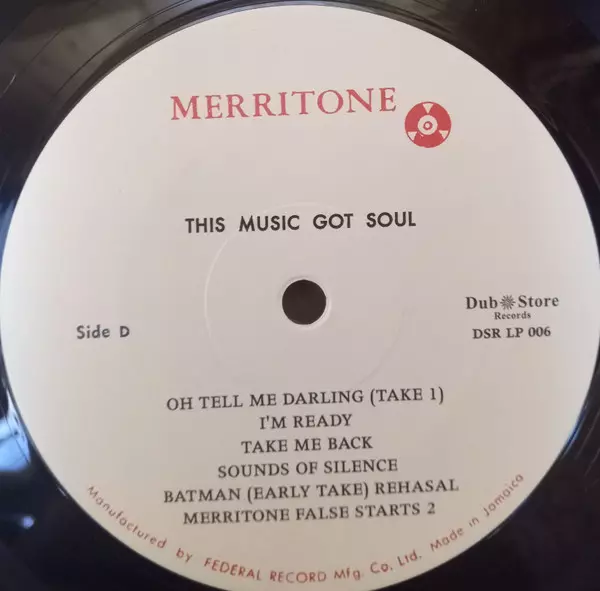 MERRITONE
THIS MUSIC GOT SOUL
Side D
Dub Store
Records
DSR LP 006
OH TELL ME DARLING (TAKE 1)
I'M READY
TAKE ME BACK
SOUNDS OF SILENCE
BATMAN (EARLY TAKE) REHASAL
MERRITONE FALSE STARTS 2
Manufactured by FEDERAL RECORD Mfg. Co. Ltd. Made in Jamaica